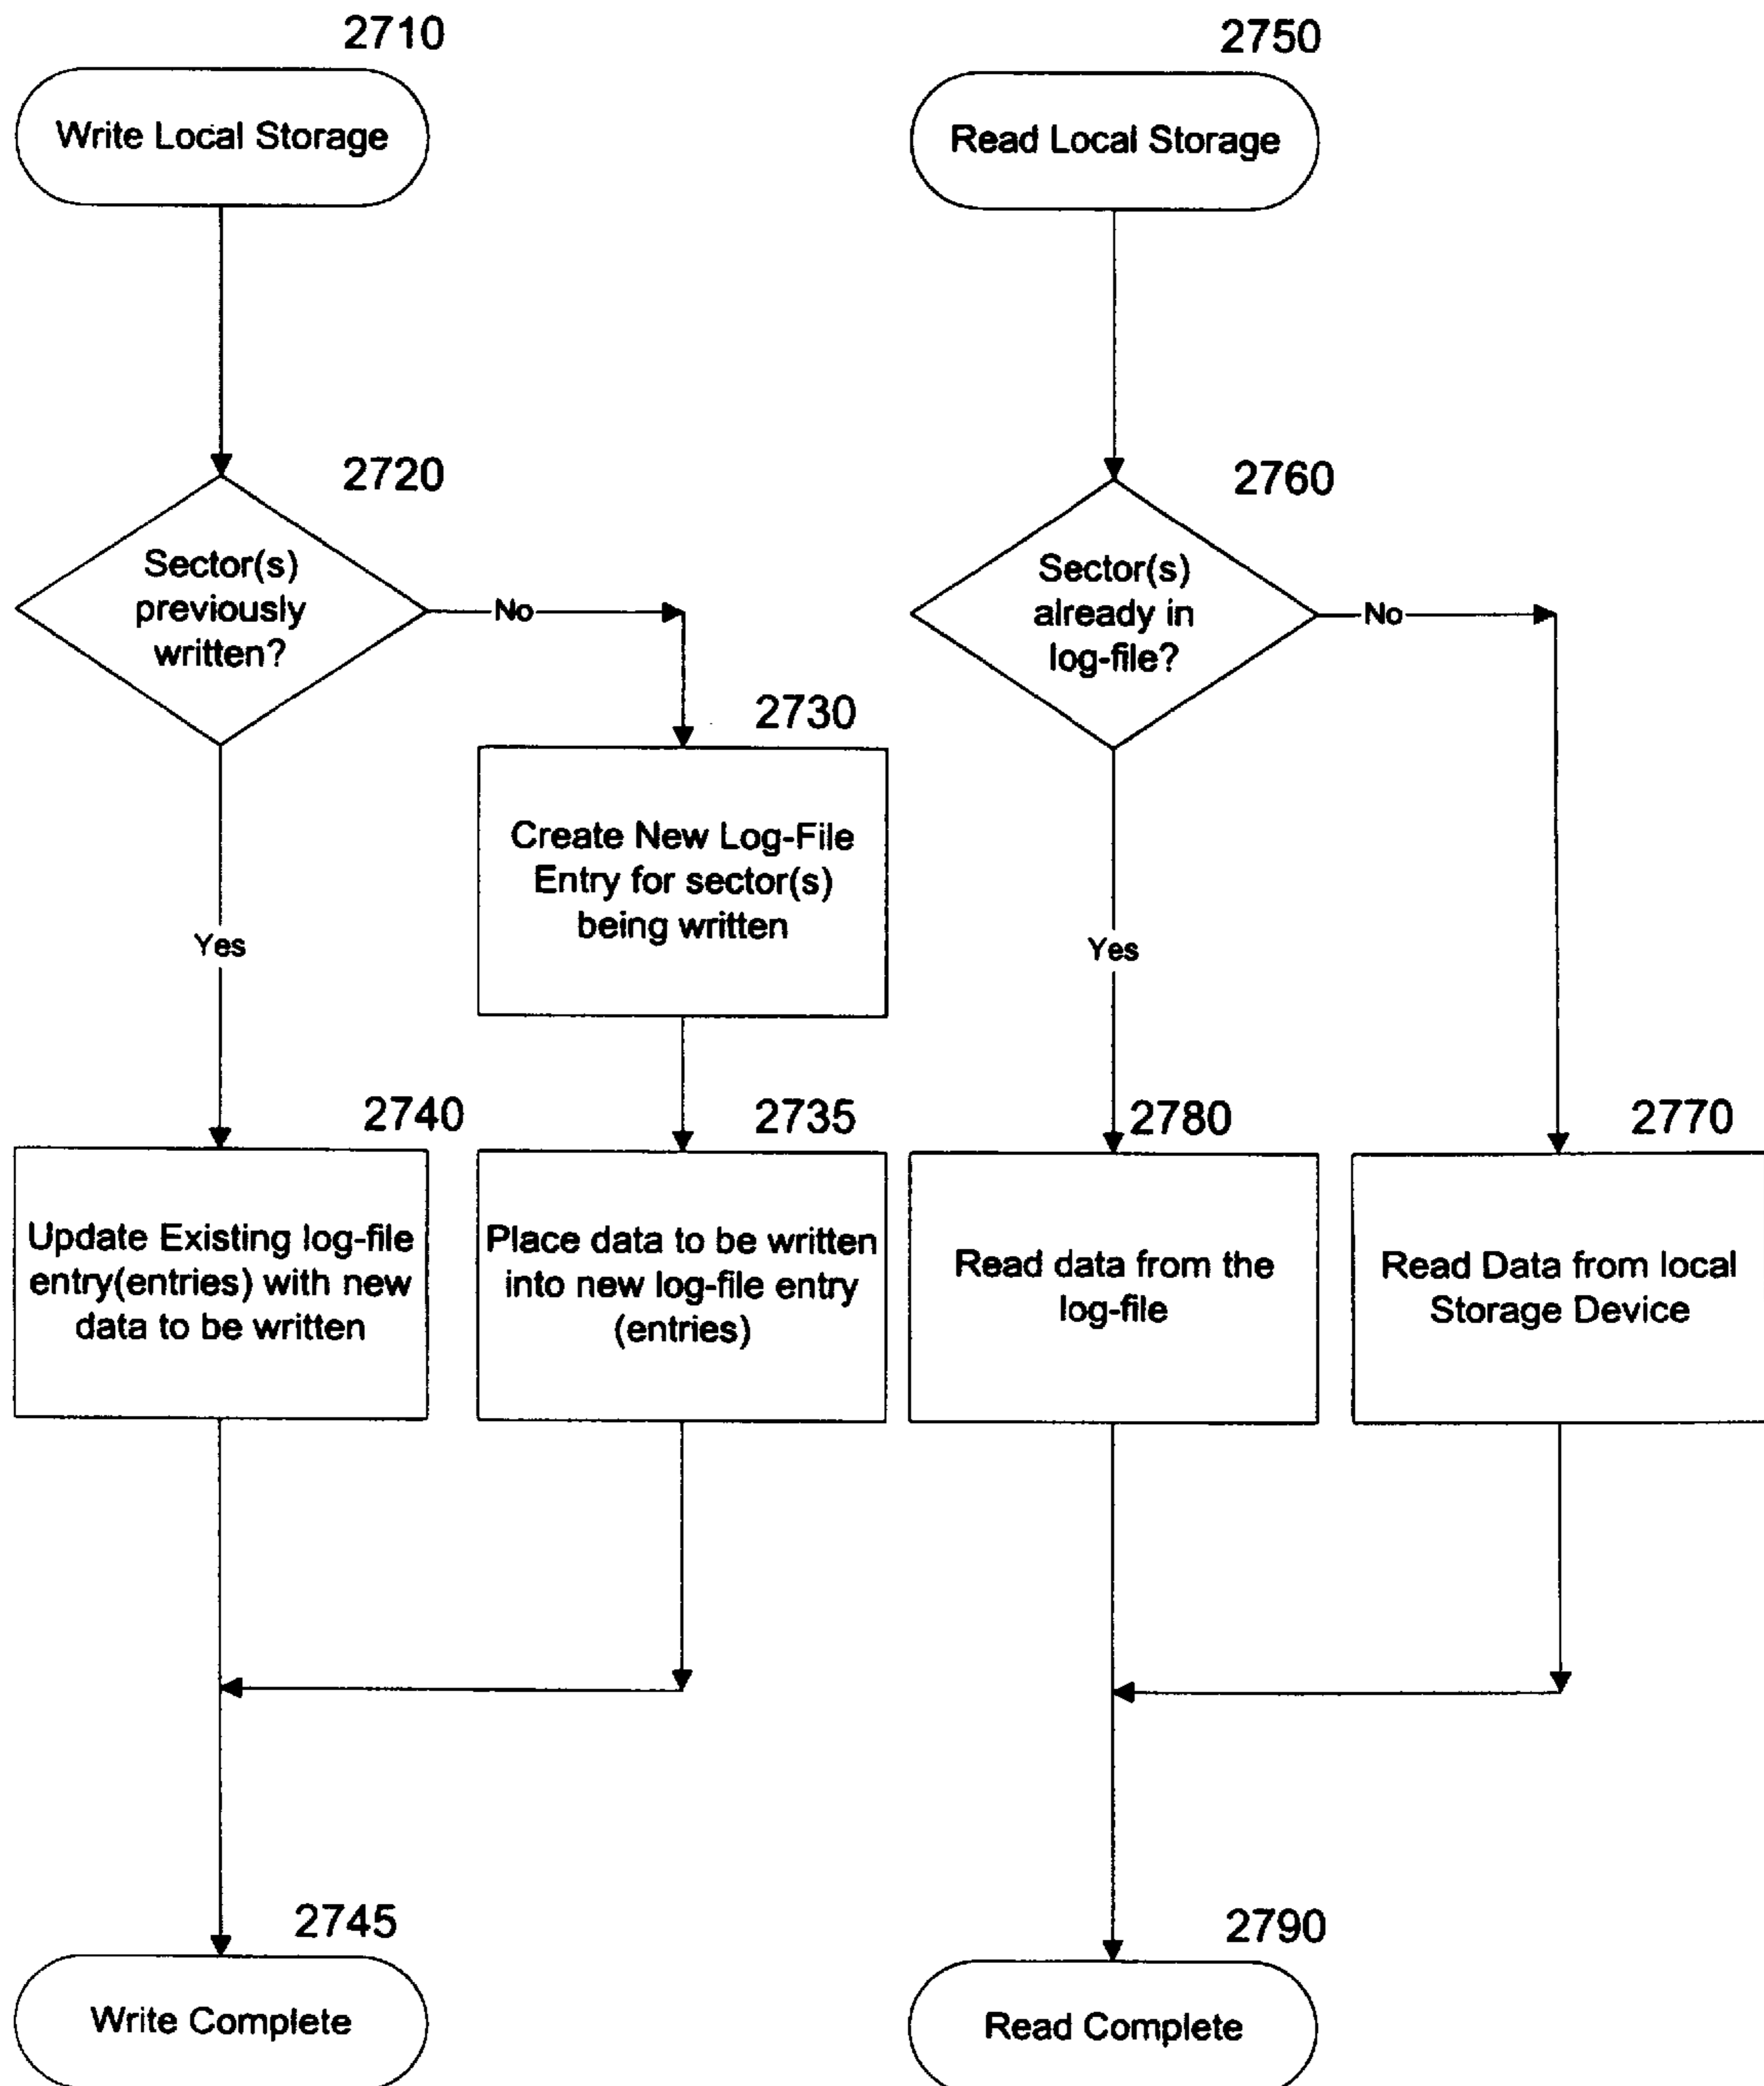 2710
Write Local Storage
2720
Sector(s)
previously
written?
No
2730
Create New Log-File
Entry for sector(s)
being written
Yes
2740
Update Existing log-file
entry(entries) with new
data to be written
2735
Place data to be written
into new log-file entry
(entries)
2745
Write Complete
2750
Read Local Storage
2760
Sector(s)
already in
log-file?
No
Yes
2780
Read data from the
log-file
2770
Read Data from local
Storage Device
2790
Read Complete